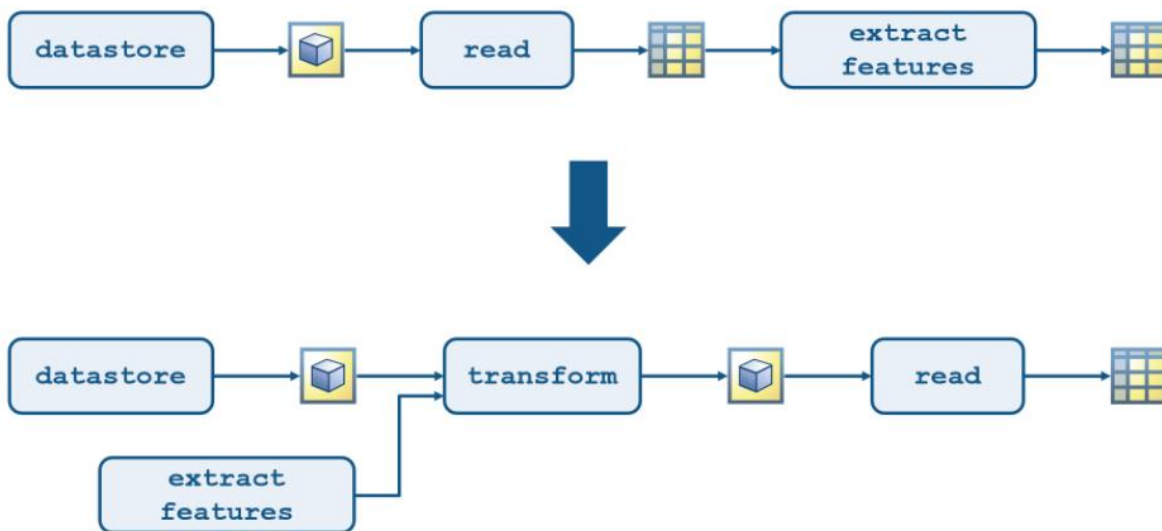 datastore
read
extract
features
datastore
transform
read
extract
features